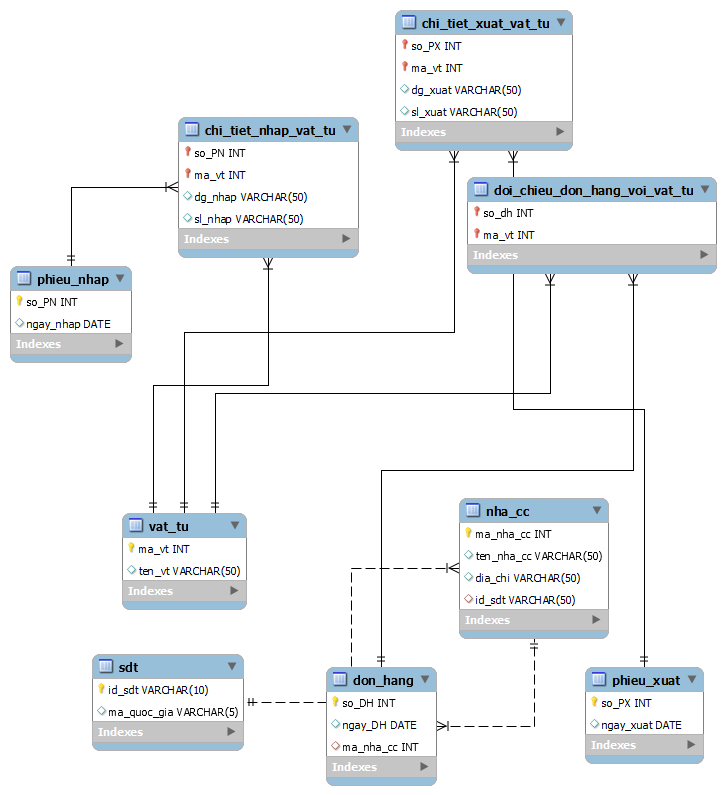 chi_tiet_xuat_vat_tu
so_PX INT
ma_vt INT
dg_xuat VARCHAR(50)
sl_xuat VARCHAR(50)
Indexes
chi_tiet_nhap_vat_tu
so_PN INT
ma_vt INT
dg_nhap VARCHAR(50)
sl_nhap VARCHAR(50)
Indexes
doi_chieu_don_hang_voi_vat_tu
so_dh INT
ma_vt INT
Indexes
phieu_nhap
so_PN INT
ngay_nhap DATE
Indexes
vat_tu
ma_vt INT
ten_vt VARCHAR(50)
Indexes
nha_cc
ma_nha_cc INT
ten_nha_cc VARCHAR(50)
dia_chi VARCHAR(50)
id_sdt VARCHAR(50)
Indexes
sdt
id_sdt VARCHAR(10)
ma_quoc_gia VARCHAR(5)
Indexes
don_hang
so_DH INT
ngay_DH DATE
ma_nha_cc INT
Indexes
phieu_xuat
so_PX INT
ngay_xuat DATE
Indexes